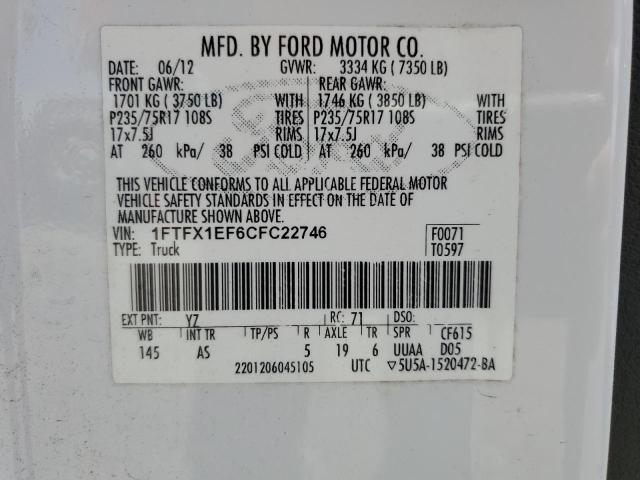 MFD. BY FORD MOTOR CO.
DATE: 06/12 GVWR: 3334 KG ( 7350 LB)
FRONT GAWR: REAR GAWR:
1701 KG ( 3750 LB) WITH 1746 KG ( 3850 LB) WITH
P235/75R17 108S TIRES P235/75R17 108S TIRES
17x7.5J RIMS 17x7.5J RIMS
AT 260 kPa/ 38 PSI COLD AT 260 kPa/ 38 PSI COLD
THIS VEHICLE CONFORMS TO ALL APPLICABLE FEDERAL MOTOR
VEHICLE SAFETY STANDARDS IN EFFECT ON THE DATE OF
MANUFACTURE SHOWN ABOVE.
VIN: 1FTFX1EF6CFC22746 F0071
TYPE: Truck T0597
EXT PNT: YZ RC: 71 DSO:
WB INT TR TP/PS R AXLE TR SPR CF615
145 AS 5 19 6 UUAA D05
2201206045105 UTC ▽5U5A-1520472-BA